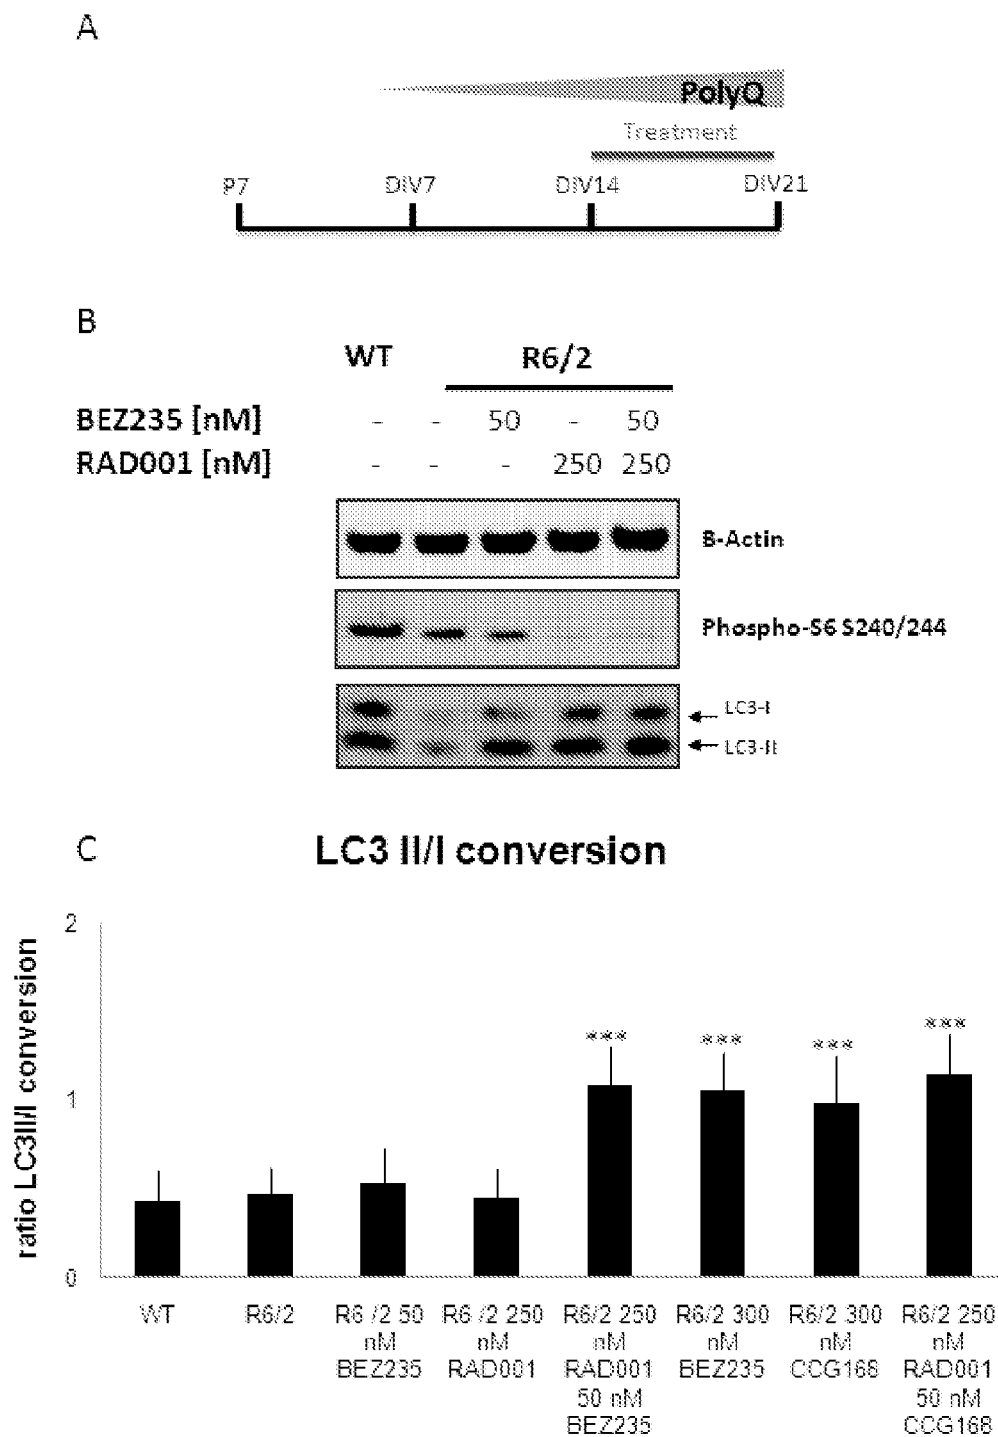 A
PolyQ
Treatment
P7 DIV7 DIV14 DIV21
B
WT R6/2
BEZ235 [nM] - - 50 - 50
RAD001 [nM] - - - 250 250
B-Actin
Phospho-S6 S240/244
LC3-I
LC3-II
C
LC3 II/I conversion
ratio LC3II/I conversion
2
1
0
*** *** *** ***
WT R6/2 R6 /2 50 R6 /2 250 R6/2 250 R6/2 300 R6/2 300 R6/2 250
nM nM nM nM nM nM
BEZ235 RAD001 RAD001 BEZ235 CCG168 RAD001
50 nM 50 nM
BEZ235 CCG168